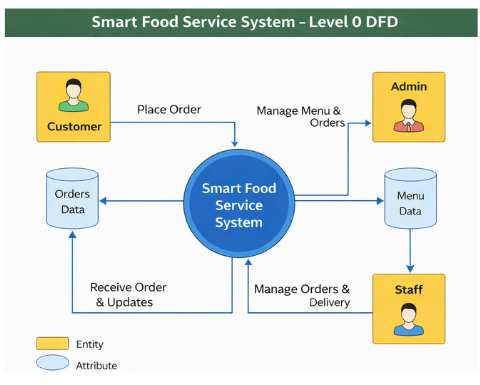 Smart Food Service System – Level 0 DFD
Customer
Place Order
Manage Menu &
Orders
Admin
Orders
Data
Smart Food
Service
System
Menu
Data
Receive Order
& Updates
Manage Orders &
Delivery
Staff
Entity
Attribute